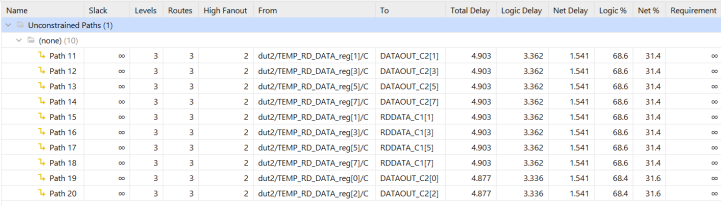 Name Slack Levels Routes High Fanout From To Total Delay Logic Delay Net Delay Logic % Net % Requirement
Unconstrained Paths (1)
(none) (10)
Path 11 ∞ 3 3 2 dut2/TEMP_RD_DATA_reg[1]/C DATAOUT_C2[1] 4.903 3.362 1.541 68.6 31.4
Path 12 ∞ 3 3 2 dut2/TEMP_RD_DATA_reg[3]/C DATAOUT_C2[3] 4.903 3.362 1.541 68.6 31.4
Path 13 ∞ 3 3 2 dut2/TEMP_RD_DATA_reg[5]/C DATAOUT_C2[5] 4.903 3.362 1.541 68.6 31.4
Path 14 ∞ 3 3 2 dut2/TEMP_RD_DATA_reg[7]/C DATAOUT_C2[7] 4.903 3.362 1.541 68.6 31.4
Path 15 ∞ 3 3 2 dut2/TEMP_RD_DATA_reg[1]/C RDDATA_C1[1] 4.903 3.362 1.541 68.6 31.4
Path 16 ∞ 3 3 2 dut2/TEMP_RD_DATA_reg[3]/C RDDATA_C1[3] 4.903 3.362 1.541 68.6 31.4
Path 17 ∞ 3 3 2 dut2/TEMP_RD_DATA_reg[5]/C RDDATA_C1[5] 4.903 3.362 1.541 68.6 31.4
Path 18 ∞ 3 3 2 dut2/TEMP_RD_DATA_reg[7]/C RDDATA_C1[7] 4.903 3.362 1.541 68.6 31.4
Path 19 ∞ 3 3 2 dut2/TEMP_RD_DATA_reg[0]/C DATAOUT_C2[0] 4.877 3.336 1.541 68.4 31.6
Path 20 ∞ 3 3 2 dut2/TEMP_RD_DATA_reg[2]/C DATAOUT_C2[2] 4.877 3.336 1.541 68.4 31.6